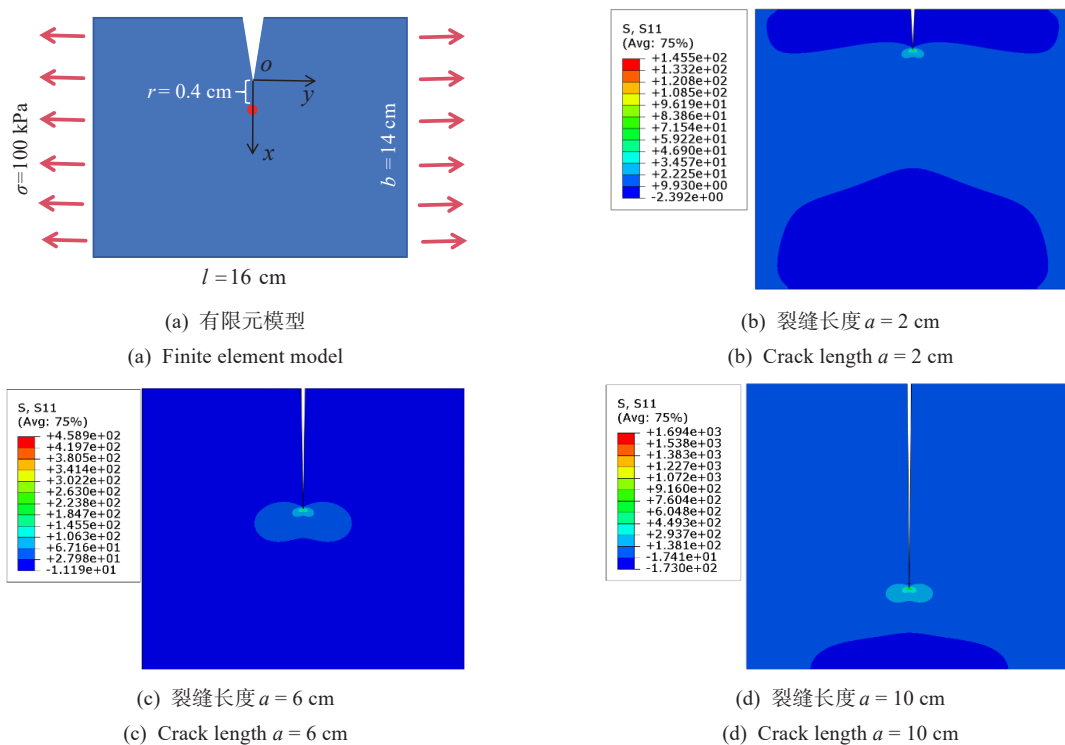 σ=100 kPa
o
r = 0.4 cm
y
x
b = 14 cm
l = 16 cm
(a) 有限元模型
(a) Finite element model
S, S11
(Avg: 75%)
+1.455e+02
+1.332e+02
+1.208e+02
+1.085e+02
+9.619e+01
+8.386e+01
+7.154e+01
+5.922e+01
+4.690e+01
+3.457e+01
+2.225e+01
+9.930e+00
-2.392e+00
(b) 裂缝长度 a = 2 cm
(b) Crack length a = 2 cm
S, S11
(Avg: 75%)
+4.589e+02
+4.197e+02
+3.805e+02
+3.414e+02
+3.022e+02
+2.630e+02
+2.238e+02
+1.847e+02
+1.455e+02
+1.063e+02
+6.716e+01
+2.798e+01
-1.119e+01
(c) 裂缝长度 a = 6 cm
(c) Crack length a = 6 cm
S, S11
(Avg: 75%)
+1.694e+03
+1.538e+03
+1.383e+03
+1.227e+03
+1.072e+03
+9.160e+02
+7.604e+02
+6.048e+02
+4.493e+02
+2.937e+02
+1.381e+02
-1.741e+01
-1.730e+02
(d) 裂缝长度 a = 10 cm
(d) Crack length a = 10 cm